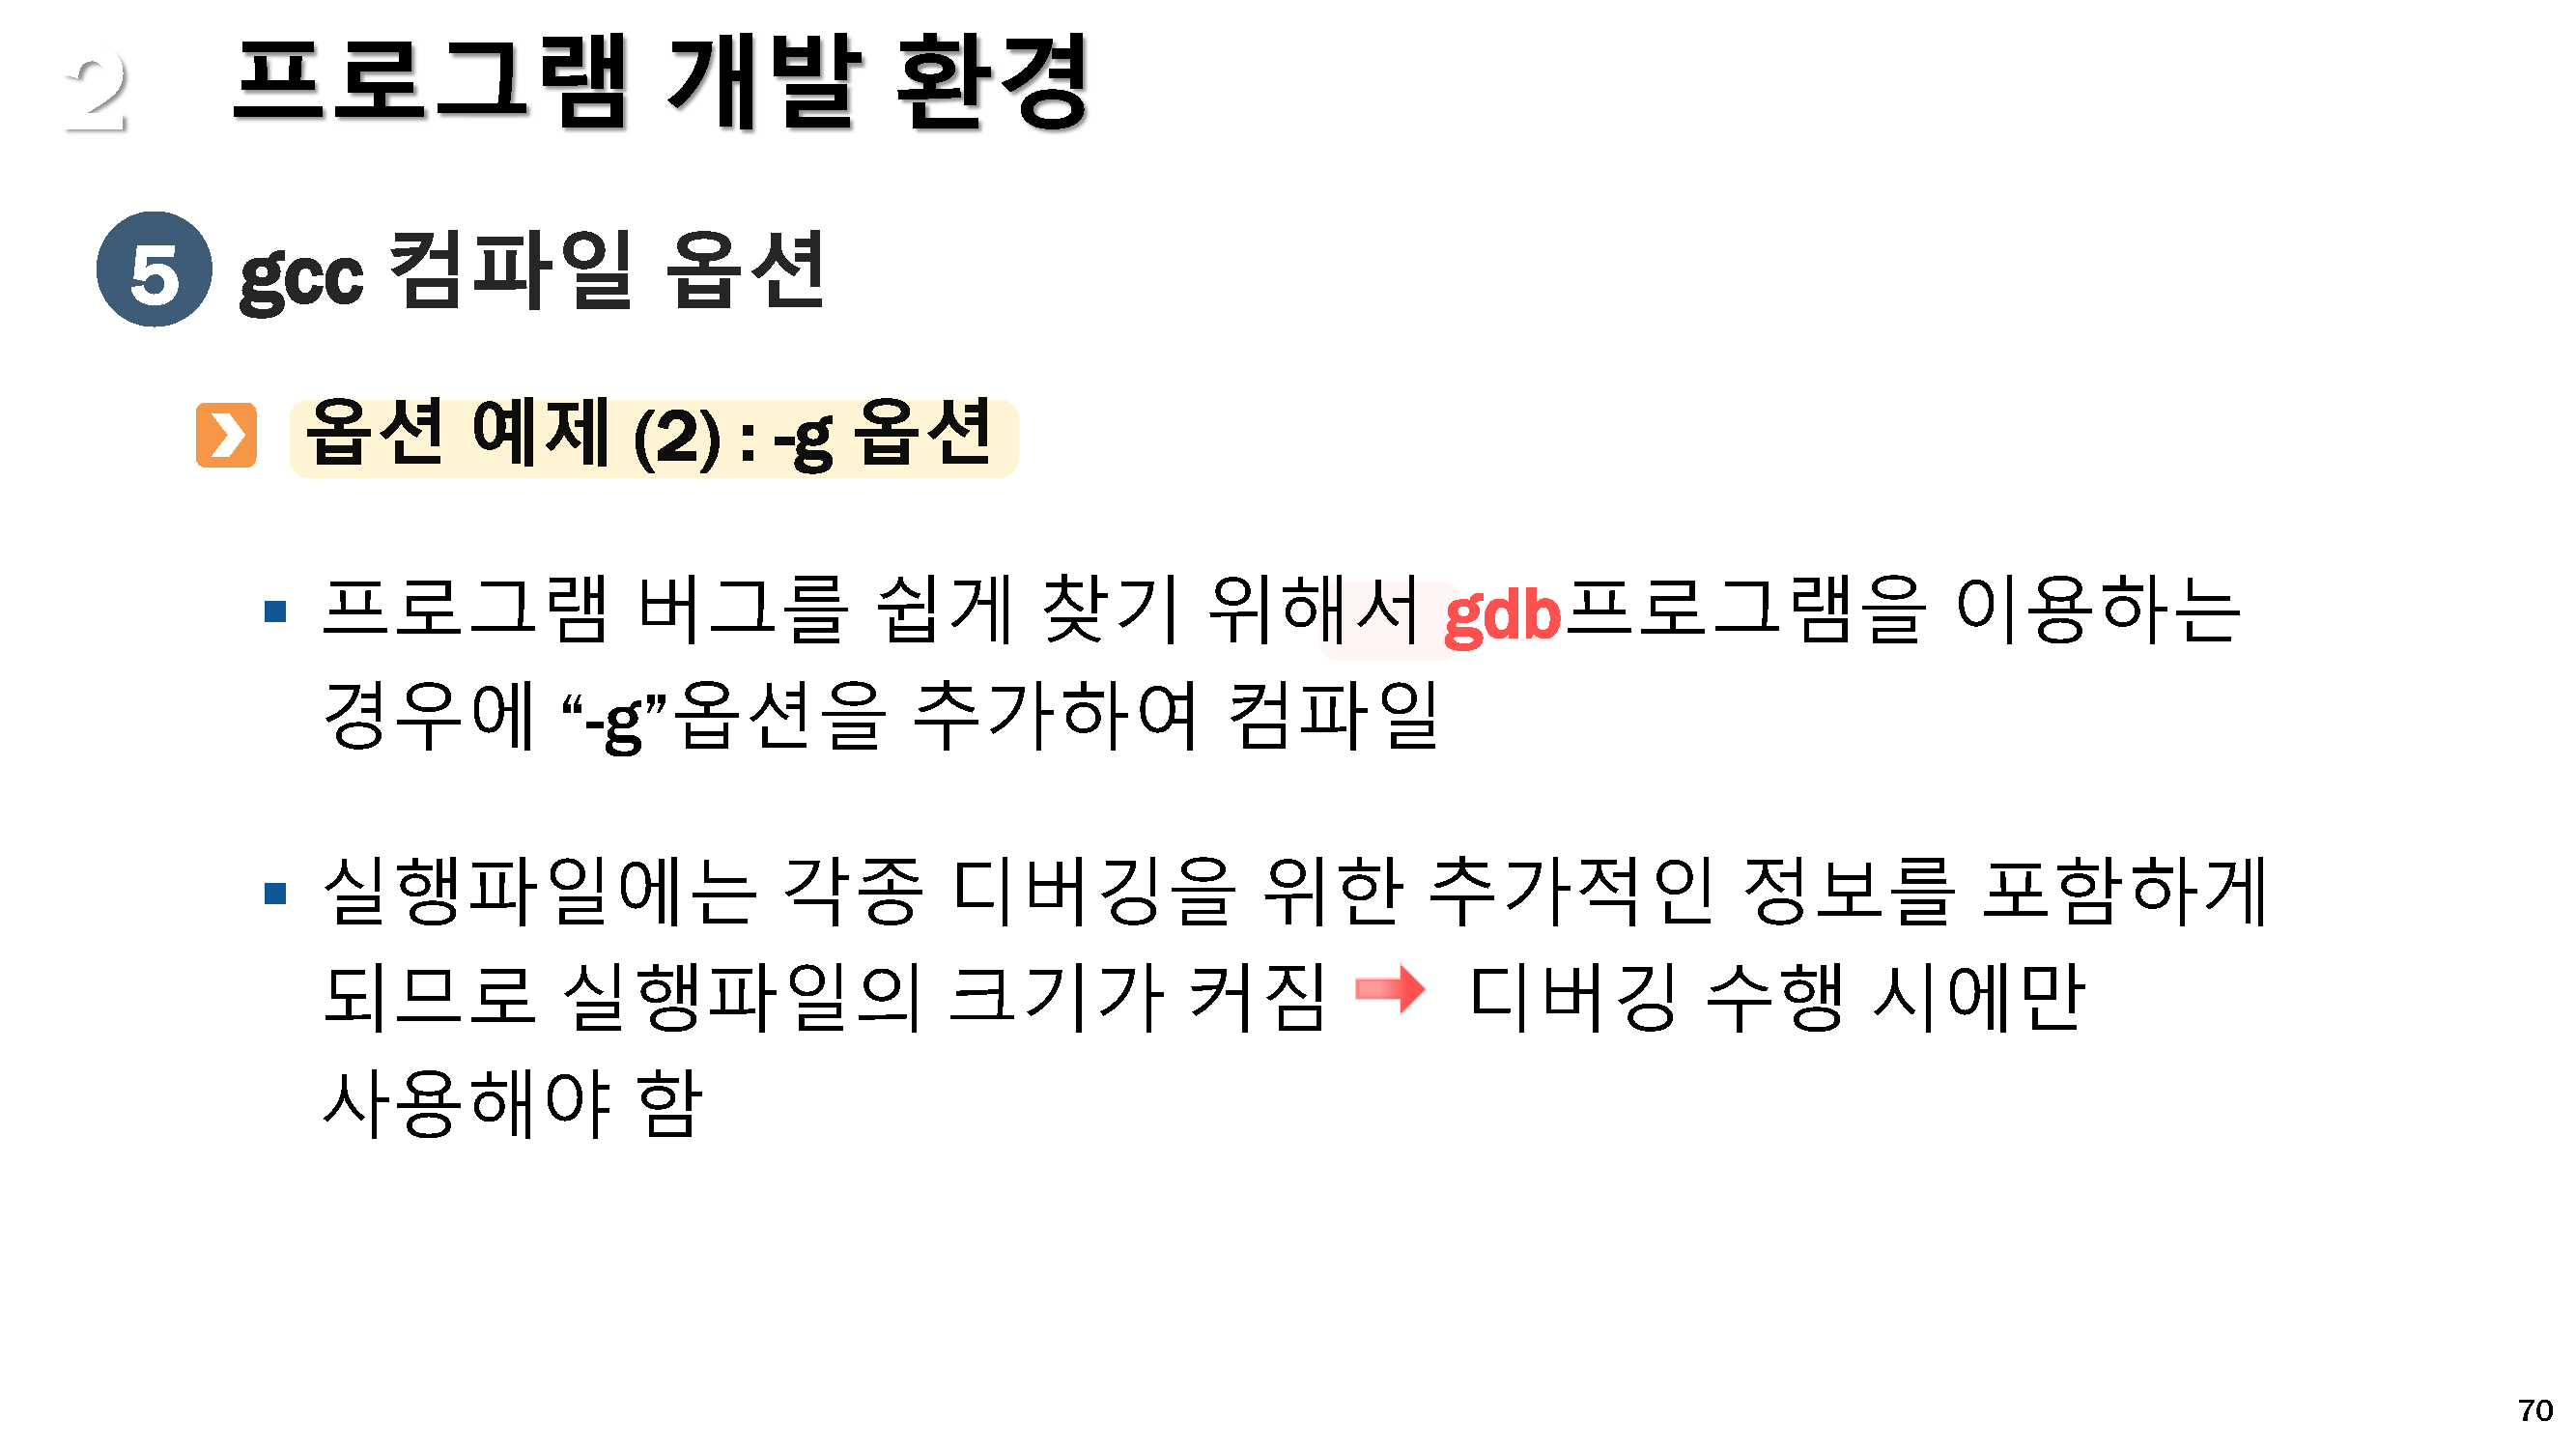 2 프로그램 개발 환경
5 gcc 컴파일 옵션
옵션 예제 (2) : -g 옵션
▪ 프로그램 버그를 쉽게 찾기 위해서 gdb프로그램을 이용하는
경우에 “-g”옵션을 추가하여 컴파일
▪ 실행파일에는 각종 디버깅을 위한 추가적인 정보를 포함하게
되므로 실행파일의 크기가 커짐 ➡ 디버깅 수행 시에만
사용해야 함
70